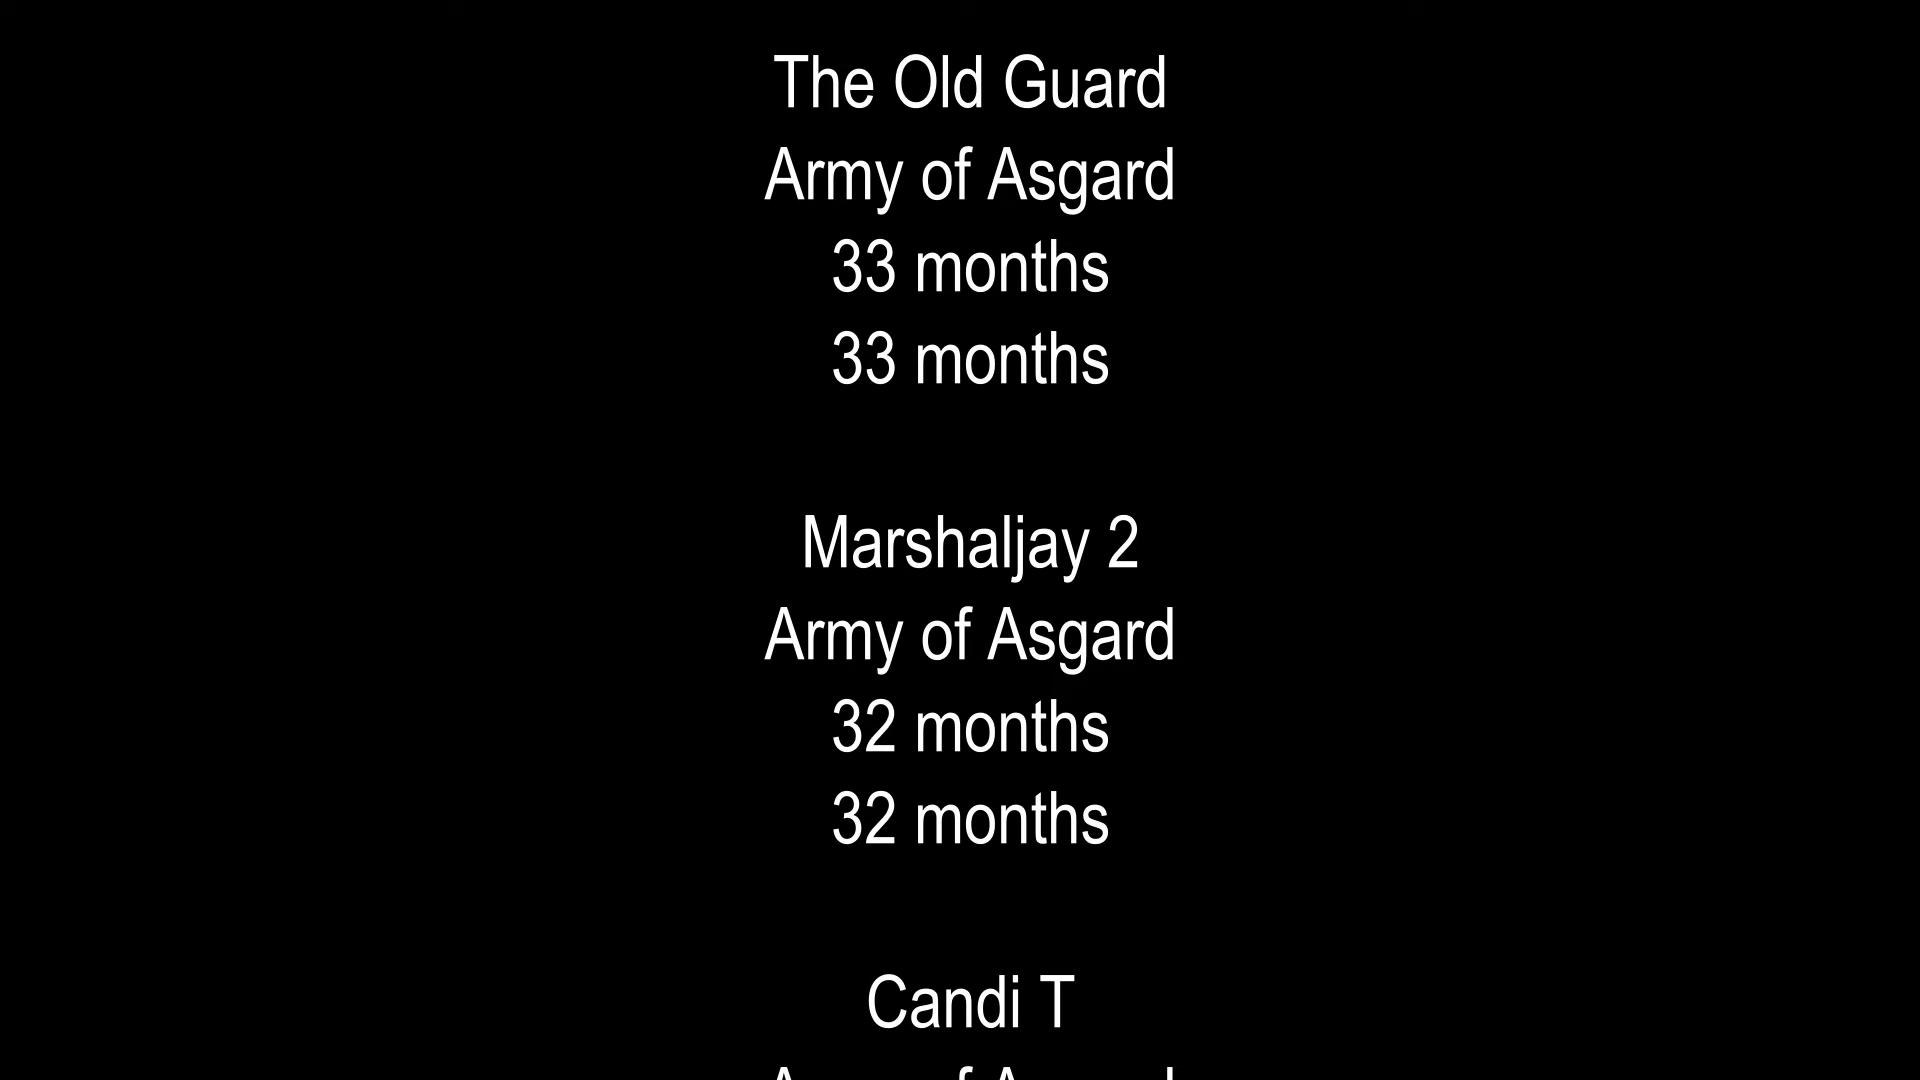 The Old Guard
Army of Asgard
33 months
33 months
Marshaljay 2
Army of Asgard
32 months
32 months
Candi T